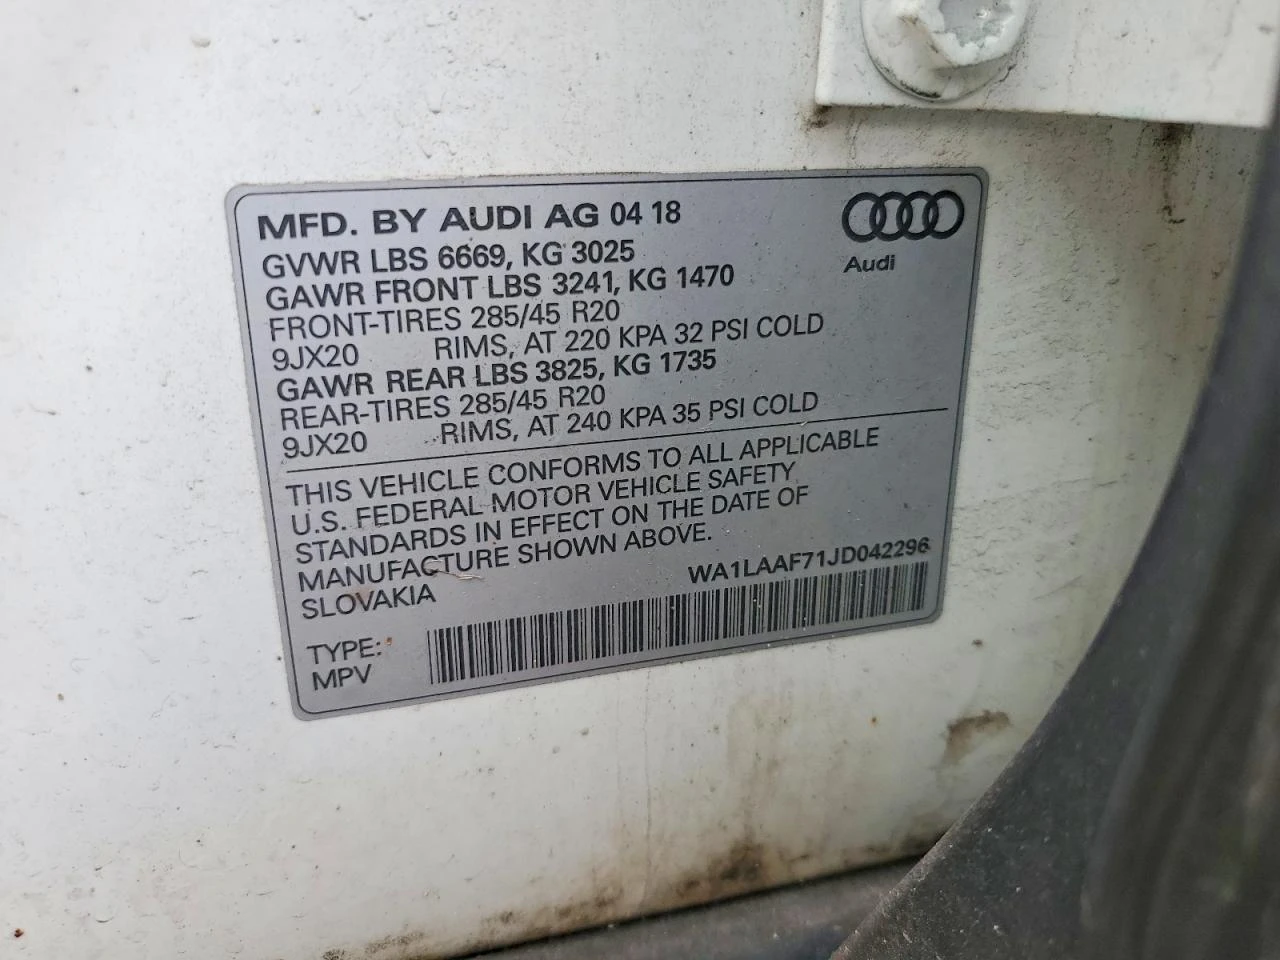 MFD. BY AUDI AG 04 18
Audi
GVWR LBS 6669, KG 3025
GAWR FRONT LBS 3241, KG 1470
FRONT-TIRES 285/45 R20
9JX20 RIMS, AT 220 KPA 32 PSI COLD
GAWR REAR LBS 3825, KG 1735
REAR-TIRES 285/45 R20
9JX20 RIMS, AT 240 KPA 35 PSI COLD
THIS VEHICLE CONFORMS TO ALL APPLICABLE
U.S. FEDERAL MOTOR VEHICLE SAFETY
STANDARDS IN EFFECT ON THE DATE OF
MANUFACTURE SHOWN ABOVE.
SLOVAKIA
WA1LAAF71JD042296
TYPE:
MPV